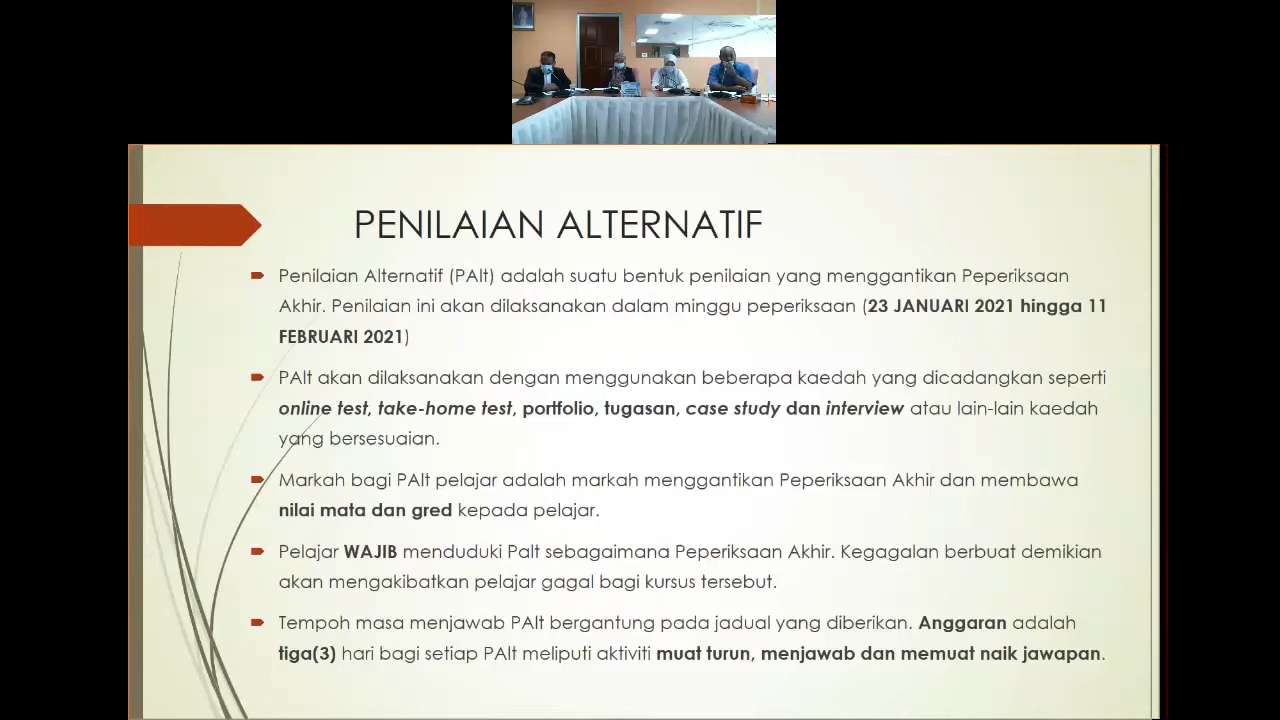 PENILAIAN ALTERNATIF
Penilaian Alternatif (PAlt) adalah suatu bentuk penilaian yang menggantikan Peperiksaan
Akhir. Penilaian ini akan dilaksanakan dalam minggu peperiksaan (23 JANUARI 2021 hingga 11
FEBRUARI 2021)
PAlt akan dilaksanakan dengan menggunakan beberapa kaedah yang dicadangkan seperti
online test, take-home test, portfolio, tugasan, case study dan interview atau lain-lain kaedah
yang bersesuaian.
Markah bagi PAlt pelajar adalah markah menggantikan Peperiksaan Akhir dan membawa
nilai mata dan gred kepada pelajar.
Pelajar WAJIB menduduki Palt sebagaimana Peperiksaan Akhir. Kegagalan berbuat demikian
akan mengakibatkan pelajar gagal bagi kursus tersebut.
Tempoh masa menjawab PAlt bergantung pada jadual yang diberikan. Anggaran adalah
tiga(3) hari bagi setiap PAlt meliputi aktiviti muat turun, menjawab dan memuat naik jawapan.